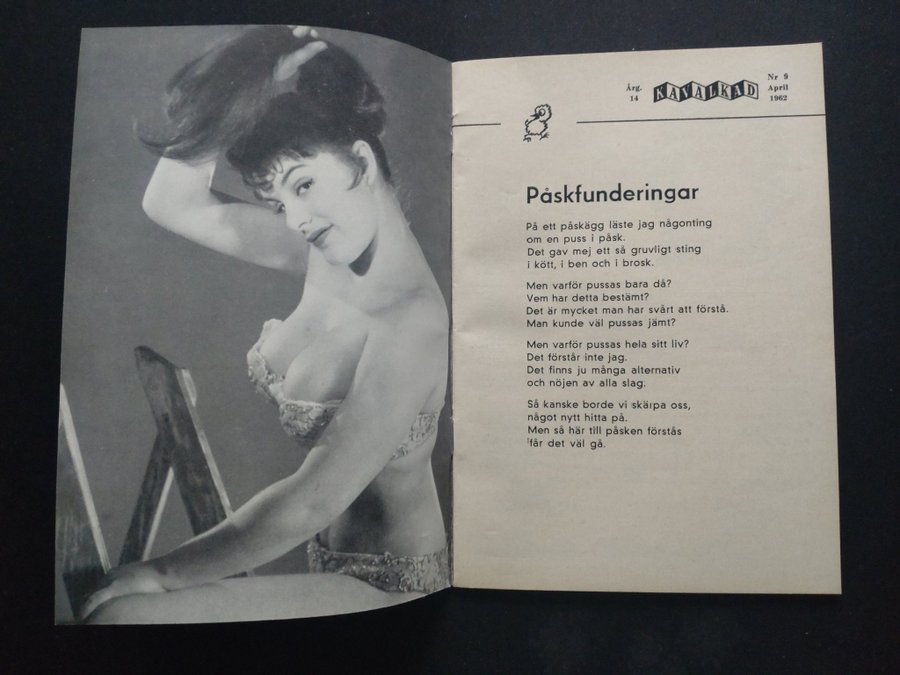 Årg.
14
KAVALKAD
Nr 9
April
1962
Påskfunderingar
På ett påskägg läste jag någonting
om en puss i påsk.
Det gav mej ett så gruvligt sting
i kött, i ben och i brosk.
Men varför pussas bara då?
Vem har detta bestämt?
Det är mycket man har svårt att förstå.
Man kunde väl pussas jämt?
Men varför pussas hela sitt liv?
Det förstår inte jag.
Det finns ju många alternativ
och nöjen av alla slag.
Så kanske borde vi skärpa oss,
något nytt hitta på.
Men så här till påsken förstås
får det väl gå.